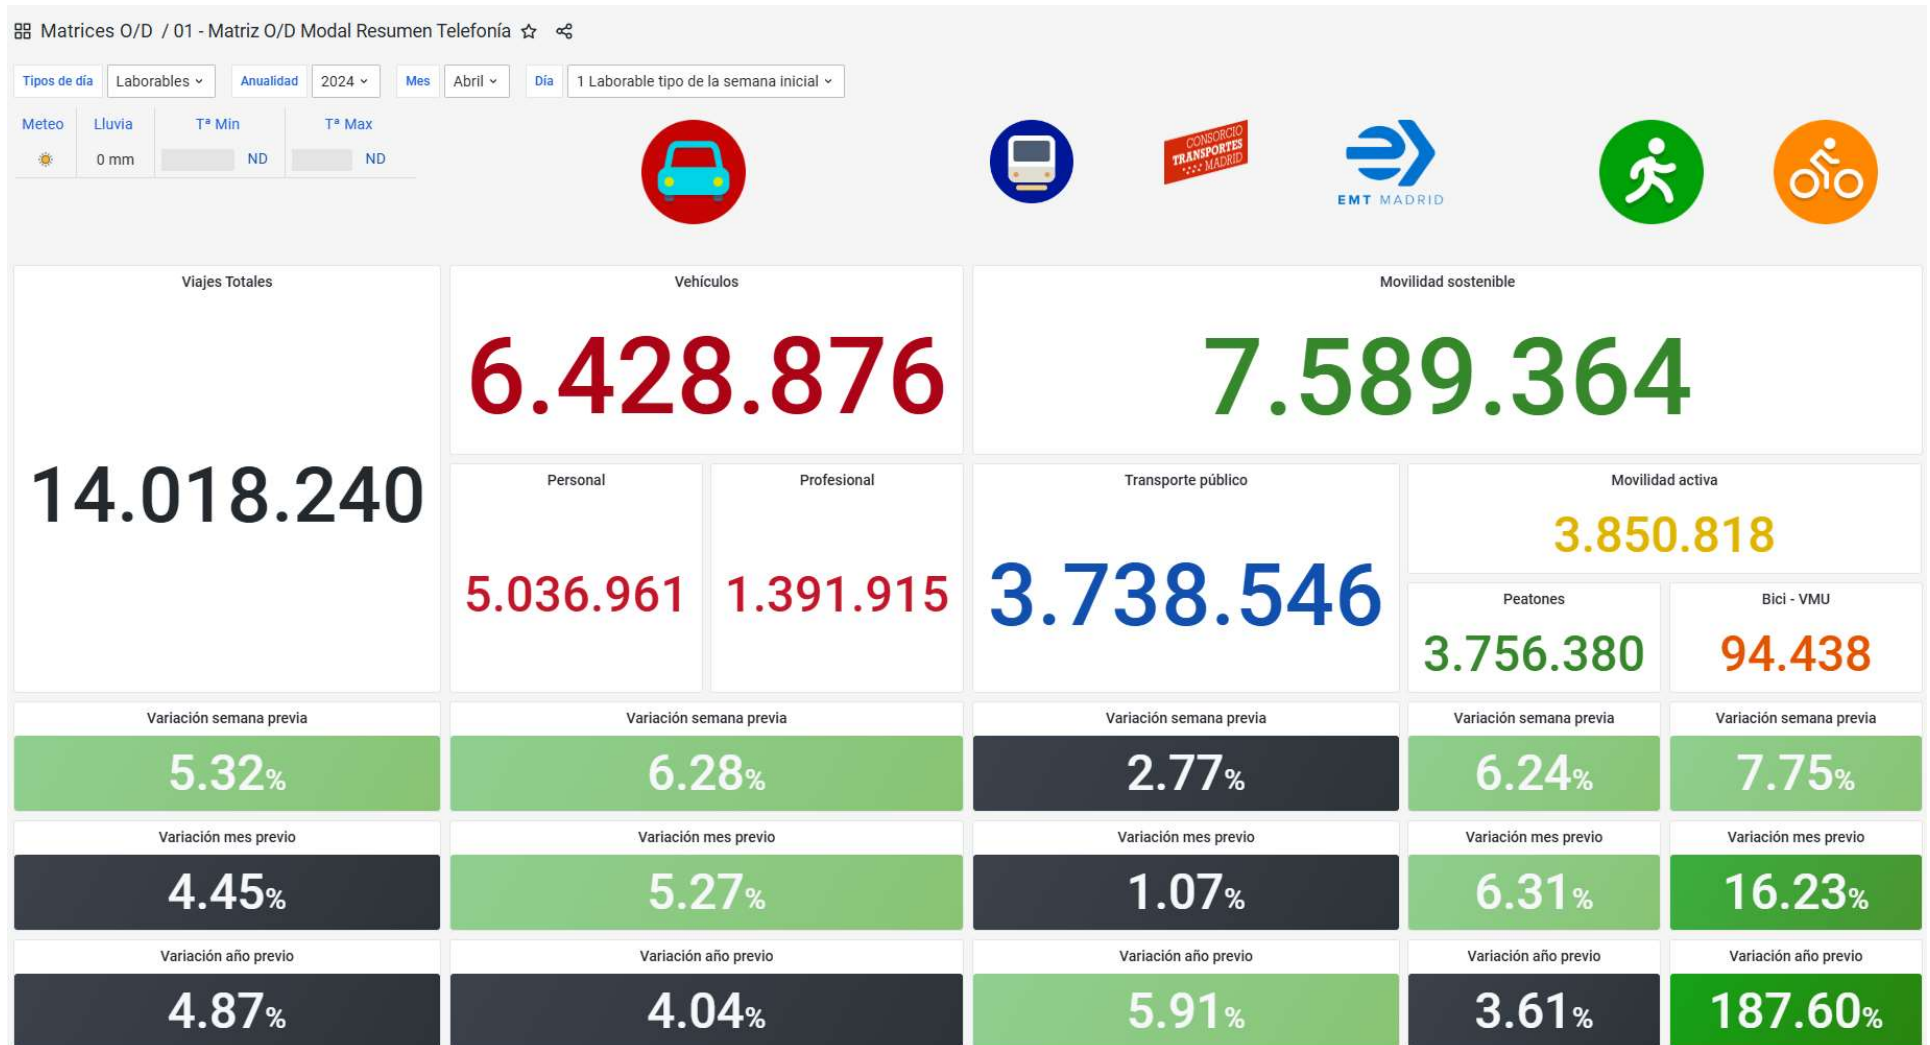 Matrices O/D / 01 - Matriz O/D Modal Resumen Telefonía
Tipos de día Laborables Anualidad 2024 Mes Abril Día 1 Laborable tipo de la semana inicial
Meteo Lluvia Tª Min Tª Max
0 mm ND ND
CONSORCIO
TRANSPORTES
MADRID
EMT MADRID
Viajes Totales
14.018.240
Vehículos
6.428.876
Movilidad sostenible
7.589.364
Personal
5.036.961
Profesional
1.391.915
Transporte público
3.738.546
Movilidad activa
3.850.818
Peatones
3.756.380
Bici - VMU
94.438
Variación semana previa Variación semana previa Variación semana previa Variación semana previa Variación semana previa
5.32% 6.28% 2.77% 6.24% 7.75%
Variación mes previo Variación mes previo Variación mes previo Variación mes previo Variación mes previo
4.45% 5.27% 1.07% 6.31% 16.23%
Variación año previo Variación año previo Variación año previo Variación año previo Variación año previo
4.87% 4.04% 5.91% 3.61% 187.60%